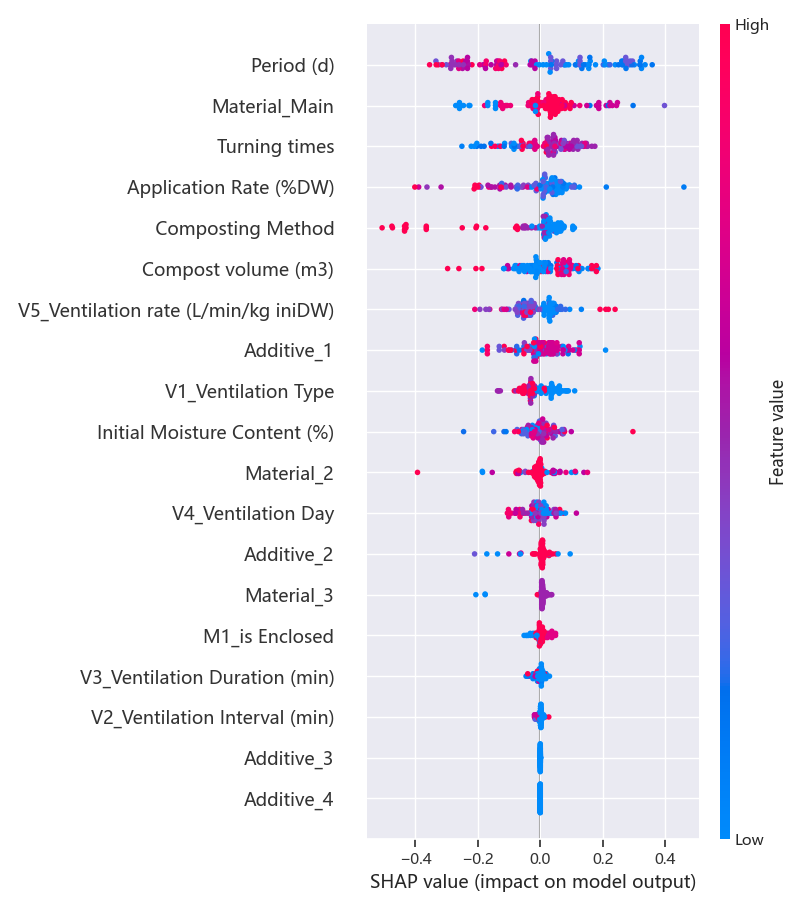 High
Period (d)
Material_Main
Turning times
Application Rate (%DW)
Composting Method
Compost volume (m3)
V5_Ventilation rate (L/min/kg iniDW)
Additive_1
V1_Ventilation Type
Initial Moisture Content (%)
Material_2
V4_Ventilation Day
Additive_2
Material_3
M1_is Enclosed
V3_Ventilation Duration (min)
V2_Ventilation Interval (min)
Additive_3
Additive_4
Feature value
Low
−0.4 −0.2 0.0 0.2 0.4
SHAP value (impact on model output)